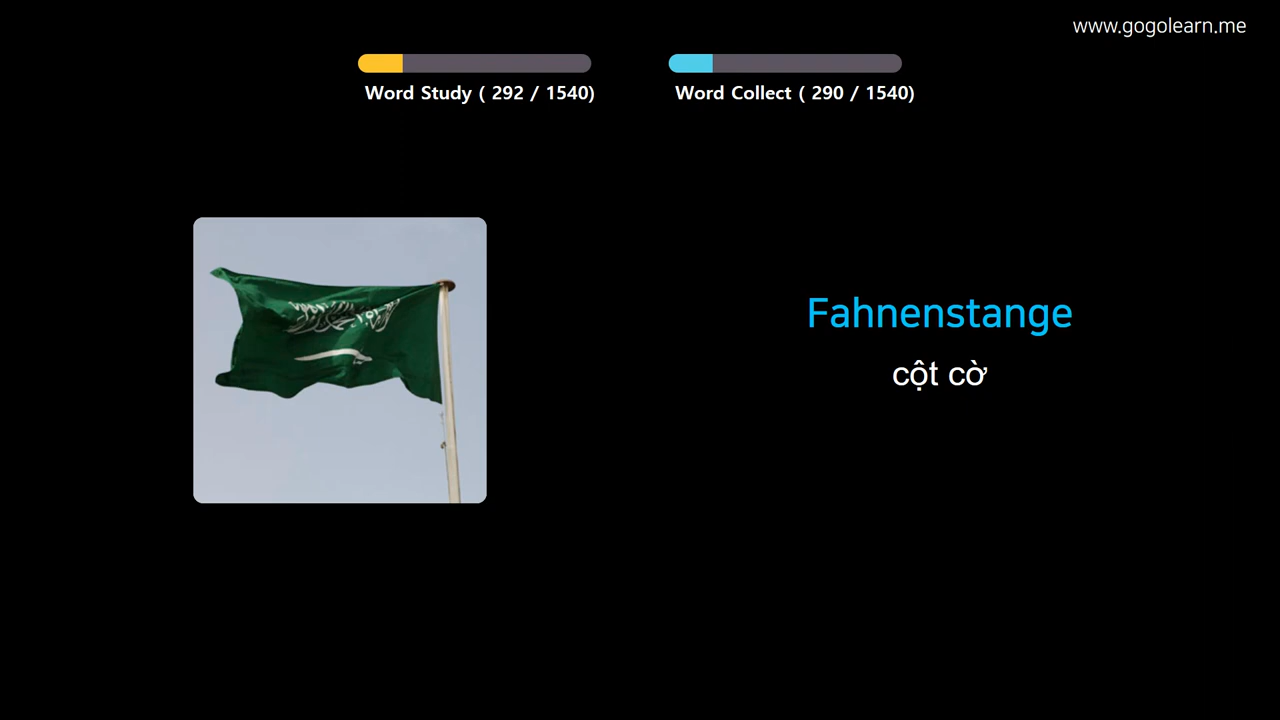 www.gogolearn.me
Word Study ( 292 / 1540)
Word Collect ( 290 / 1540)
Fahnenstange
cột cờ